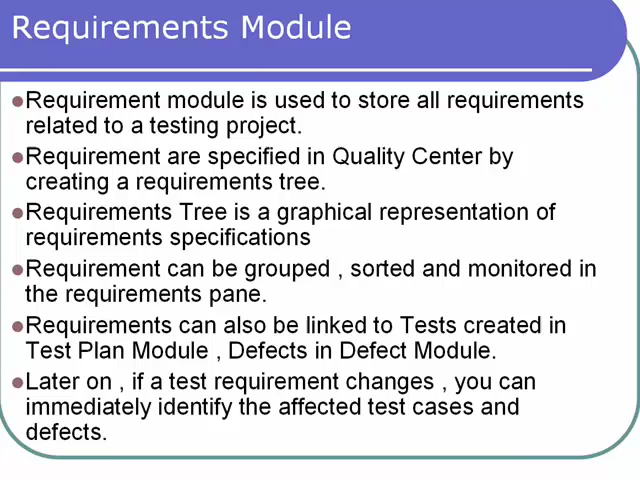 Requirements Module
Requirement module is used to store all requirements
related to a testing project.
Requirement are specified in Quality Center by
creating a requirements tree.
Requirements Tree is a graphical representation of
requirements specifications
Requirement can be grouped , sorted and monitored in
the requirements pane.
Requirements can also be linked to Tests created in
Test Plan Module , Defects in Defect Module.
Later on , if a test requirement changes , you can
immediately identify the affected test cases and
defects.